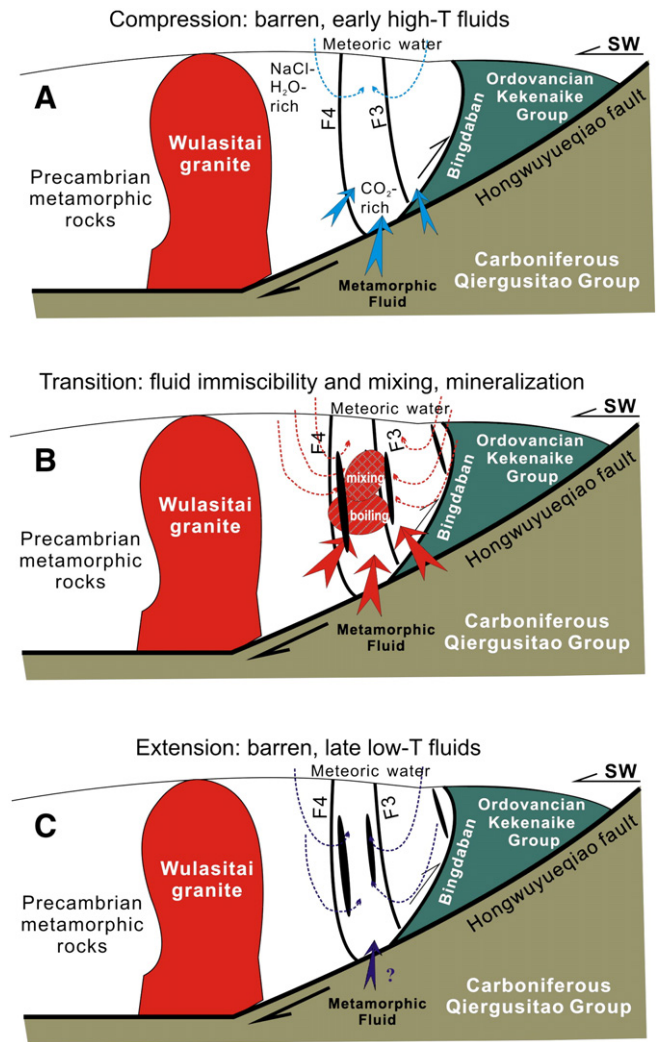 Compression: barren, early high-T fluids
Meteoric water
SW
A
NaCl-
H₂O-
rich
F4
F3
Ordovancian
Kekenaike
Group
Bingdaban
Hongwuyueqiao fault
Wulasitai
granite
Precambrian
metamorphic
rocks
CO₂-
rich
Metamorphic
Fluid
Carboniferous
Qiergusitao Group
Transition: fluid immiscibility and mixing, mineralization
Meteoric water
SW
B
F4
F3
Ordovancian
Kekenaike
Group
Bingdaban
Hongwuyueqiao fault
mixing
boiling
Wulasitai
granite
Precambrian
metamorphic
rocks
Metamorphic
Fluid
Carboniferous
Qiergusitao Group
Extension: barren, late low-T fluids
Meteoric water
SW
C
F4
F3
Ordovancian
Kekenaike
Group
Bingdaban
Hongwuyueqiao fault
Wulasitai
granite
Precambrian
metamorphic
rocks
?
Metamorphic
Fluid
Carboniferous
Qiergusitao Group